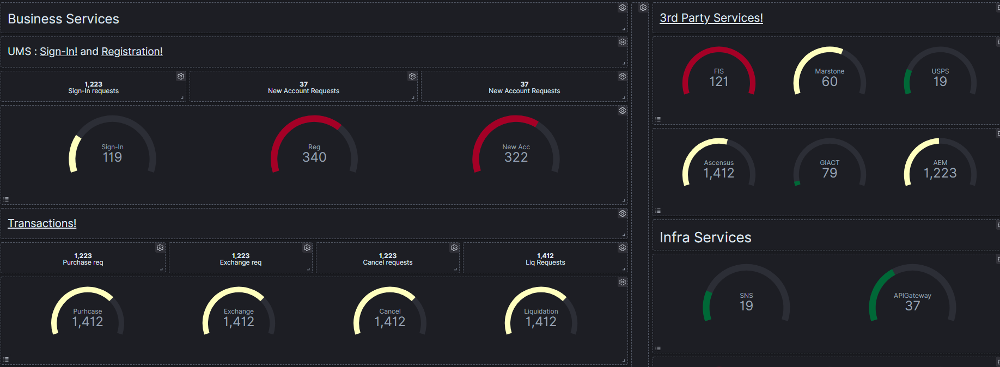 Business Services
UMS : Sign-In! and Registration!
1,223
Sign-In requests
37
New Account Requests
37
New Account Requests
Sign-In
119
Reg
340
New Acc
322
Transactions!
1,223
Purchase req
1,223
Exchange req
1,223
Cancel requests
1,412
Liq Requests
Purhcase
1,412
Exchange
1,412
Cancel
1,412
Liquidation
1,412
3rd Party Services!
FIS
121
Marstone
60
USPS
19
Ascensus
1,412
GIACT
79
AEM
1,223
Infra Services
SNS
19
APIGateway
37